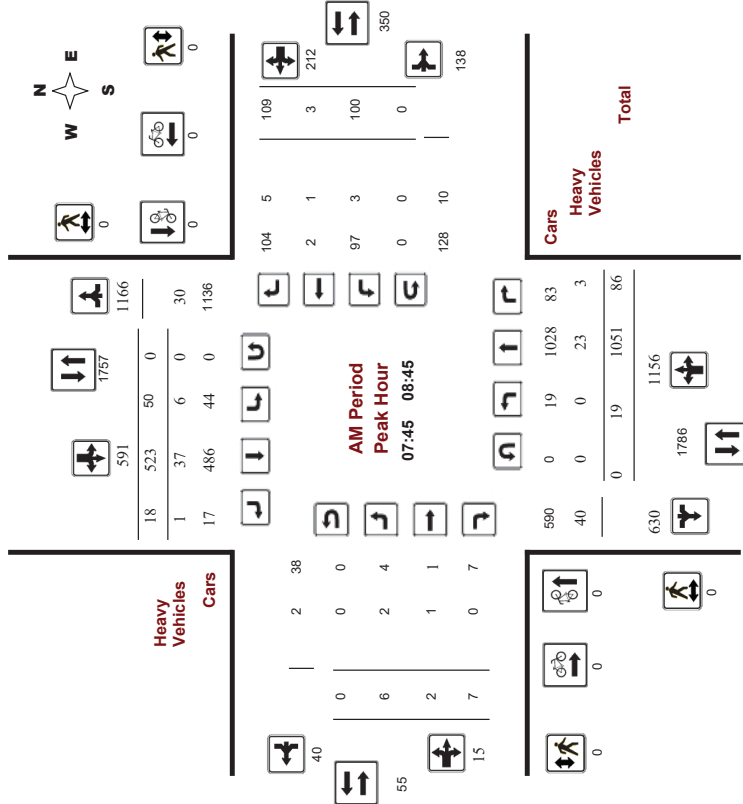 N
W E
S
0
0
0
0
1757
591
1166
18 523 50 0
1 37 6 0 30
17 486 44 0 1136
Heavy
Vehicles
Cars
350
212
138
104 5 109
2 1 3
97 3 100
0 0 0
128 10
AM Period
Peak Hour
07:45 08:45
2 38
0 0 0
6 2 4
2 1 1
7 0 7
40
55
15
Cars
Heavy
Vehicles
Total
590 0 19 1028 83
40 0 0 23 3
0 19 1051 86
630
1156
1786
0
0
0
0